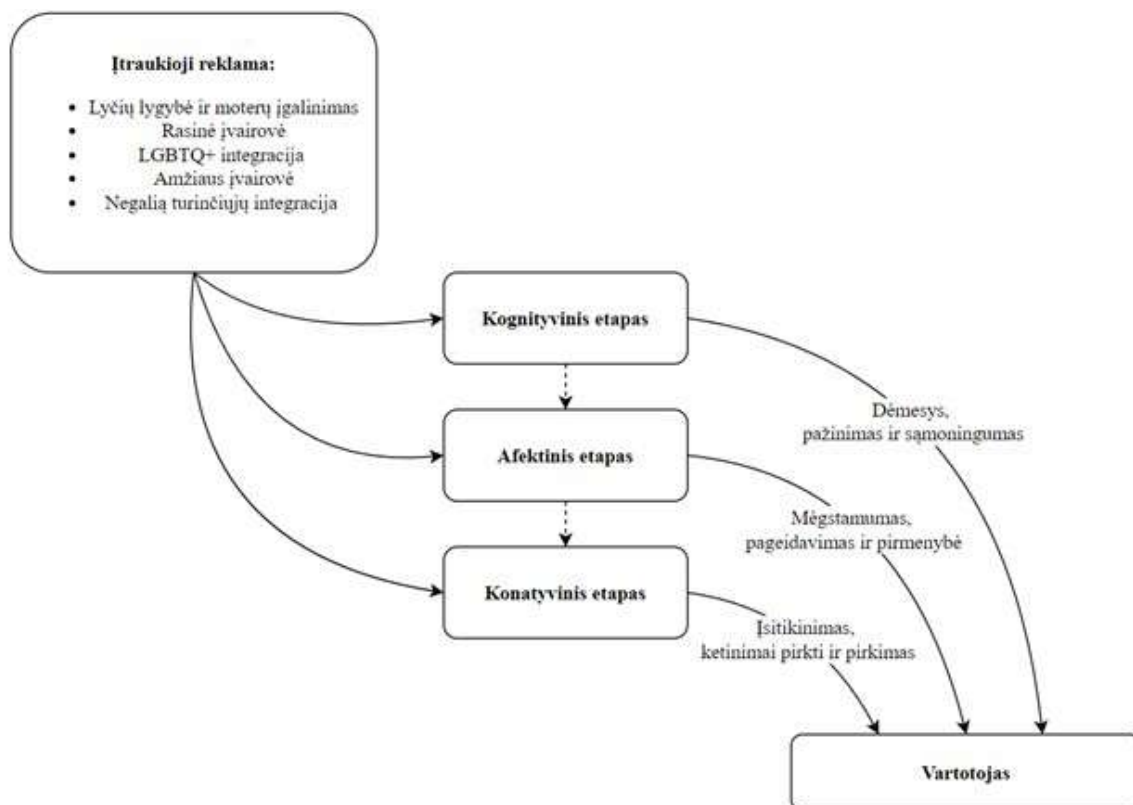 Įtraukioji reklama:
• Lyčių lygybė ir moterų įgalinimas
• Rasinė įvairovė
• LGBTQ+ integracija
• Amžiaus įvairovė
• Negalią turinčiųjų integracija
Kognityvinis etapas
Dėmesys,
pažinimas ir sąmoningumas
Afektinis etapas
Mėgstamumas,
pageidavimas ir pirmenybė
Konatyvinis etapas
Įsitikinimas,
ketinimai pirkti ir pirkimas
Vartotojas